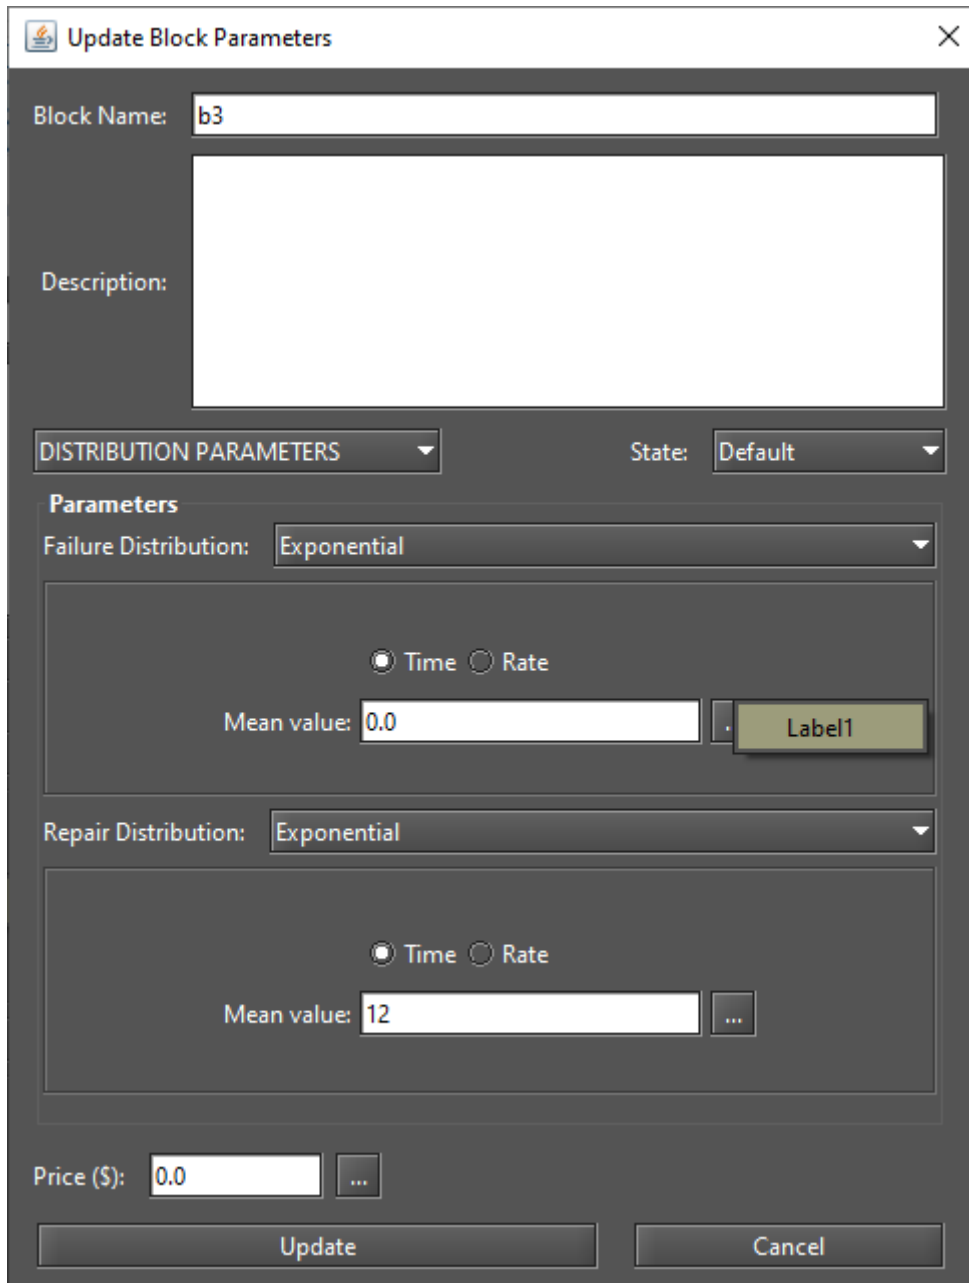 Update Block Parameters
Block Name: b3
Description:
DISTRIBUTION PARAMETERS State: Default
Parameters
Failure Distribution: Exponential
Time Rate
Mean value: 0.0 Label1
Repair Distribution: Exponential
Time Rate
Mean value: 12 ...
Price ($): 0.0 ...
Update Cancel